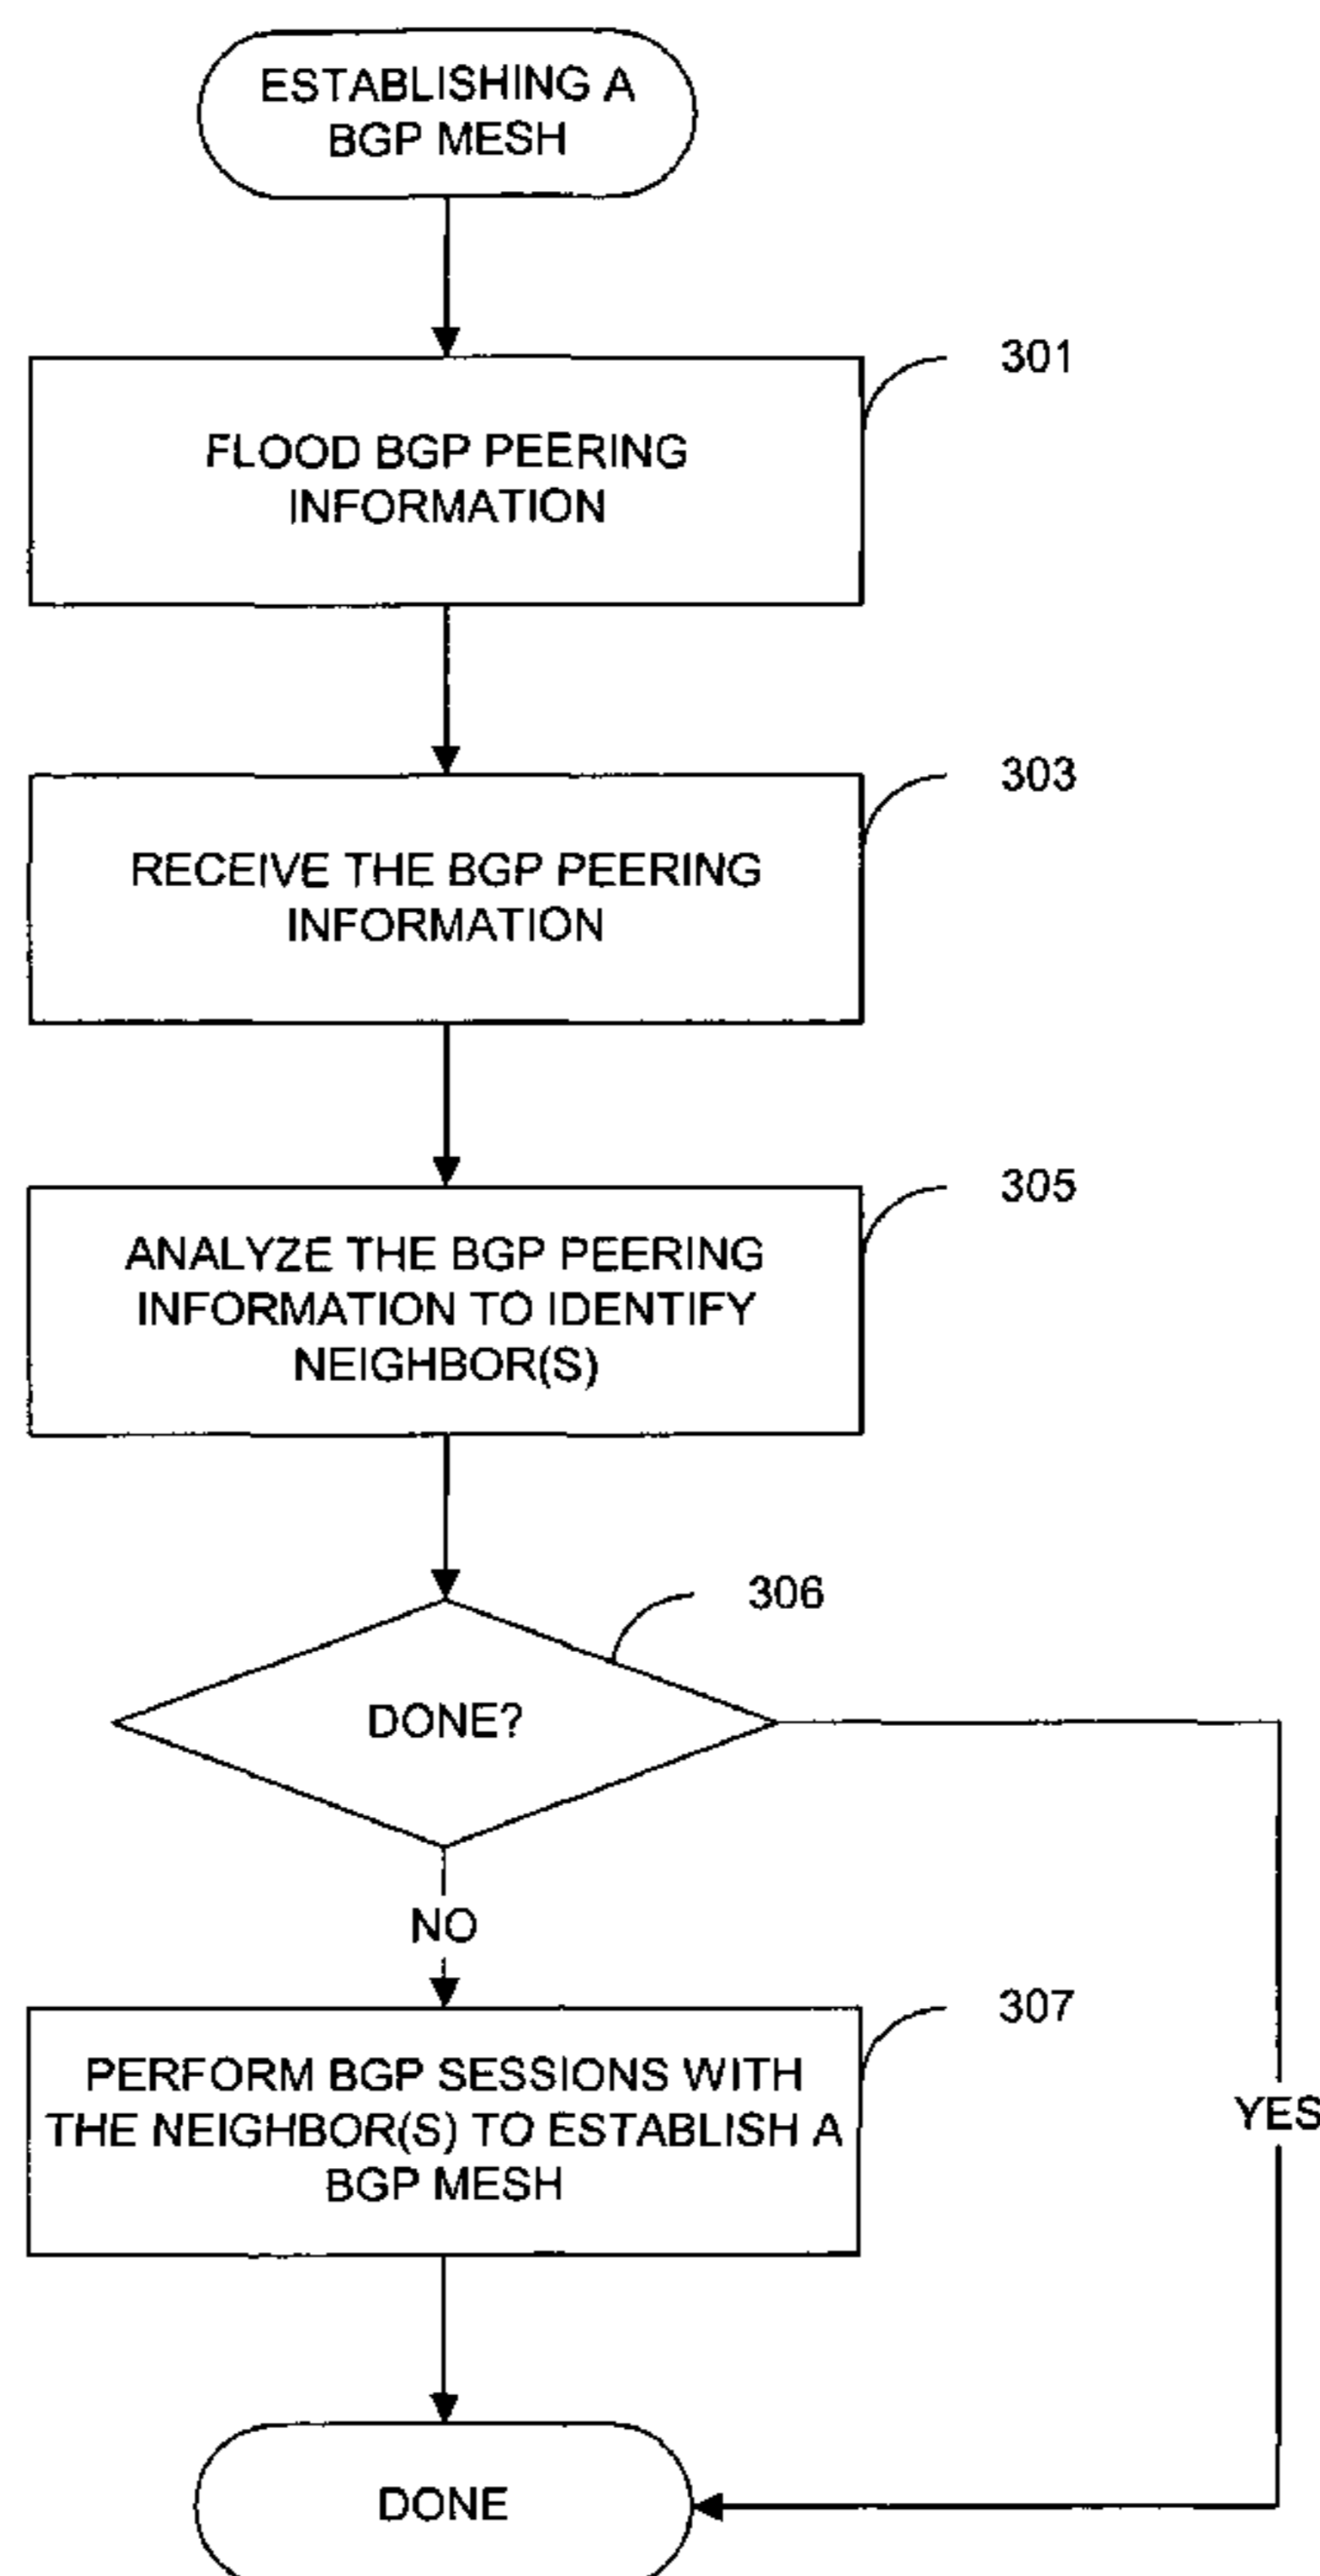 ESTABLISHING A
BGP MESH
301
FLOOD BGP PEERING
INFORMATION
303
RECEIVE THE BGP PEERING
INFORMATION
305
ANALYZE THE BGP PEERING
INFORMATION TO IDENTIFY
NEIGHBOR(S)
306
DONE?
NO
307
PERFORM BGP SESSIONS WITH
THE NEIGHBOR(S) TO ESTABLISH A
BGP MESH
YES
DONE